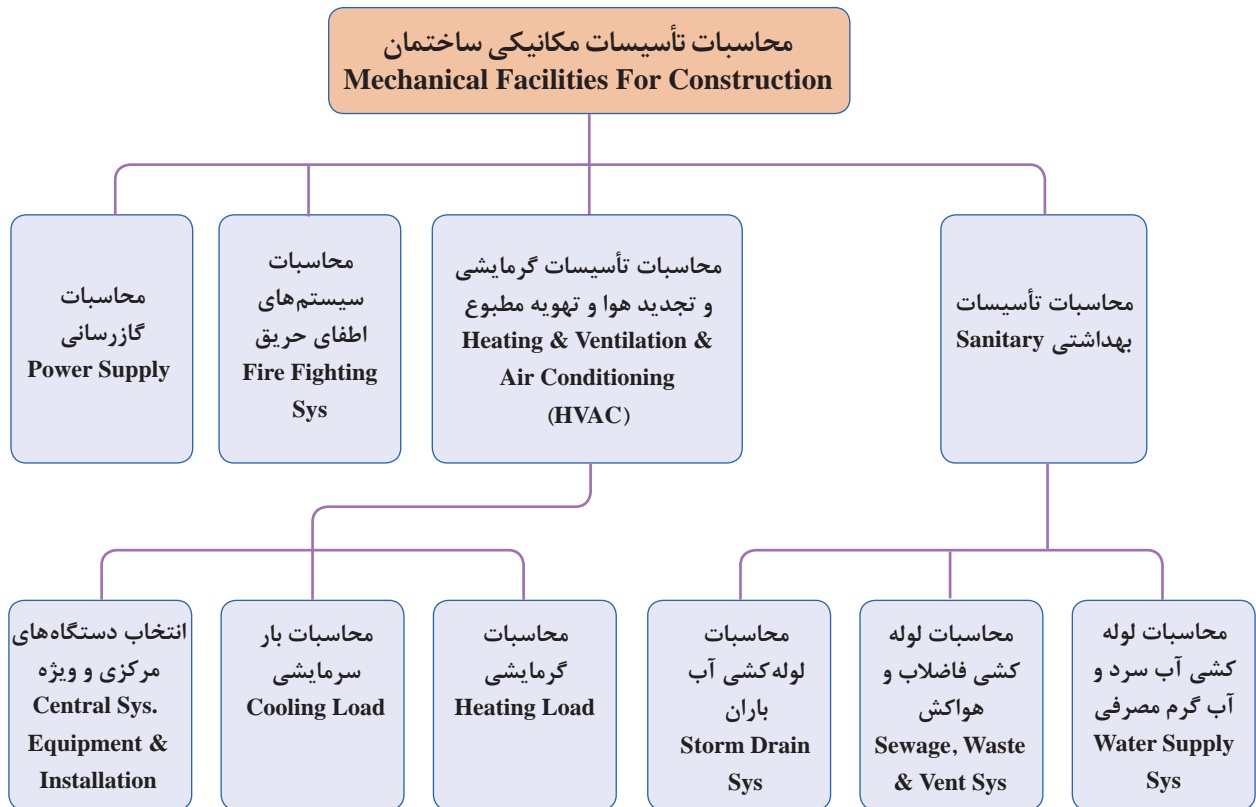 محاسبات تأسیسات مکانیکی ساختمان
Mechanical Facilities For Construction
محاسبات تأسیسات
بهداشتی Sanitary
محاسبات تأسیسات گرمایشی
و تجدید هوا و تهویه مطبوع
Heating & Ventilation &
Air Conditioning
(HVAC)
محاسبات
سیستم‌های
اطفای حریق
Fire Fighting
Sys
محاسبات
گازرسانی
Power Supply
محاسبات لوله
کشی آب سرد و
آب گرم مصرفی
Water Supply
Sys
محاسبات لوله
کشی فاضلاب و
هواکش
Sewage, Waste
& Vent Sys
محاسبات
لوله‌کشی آب
باران
Storm Drain
Sys
محاسبات
گرمایشی
Heating Load
محاسبات بار
سرمایشی
Cooling Load
انتخاب دستگاه‌های
مرکزی و ویژه
Central Sys.
Equipment &
Installation